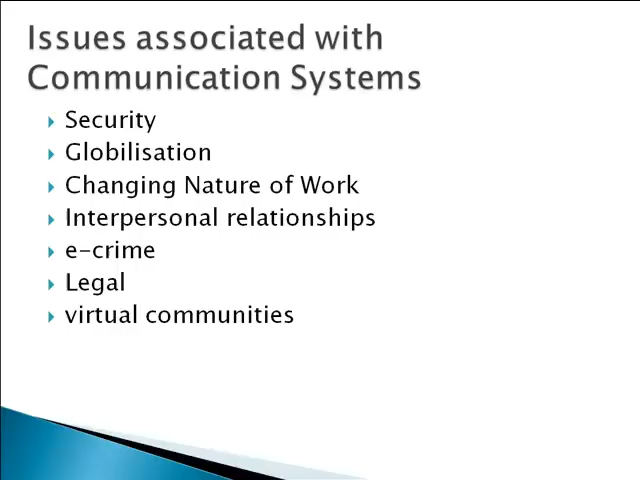 Issues associated with
Communication Systems
Security
Globilisation
Changing Nature of Work
Interpersonal relationships
e-crime
Legal
virtual communities